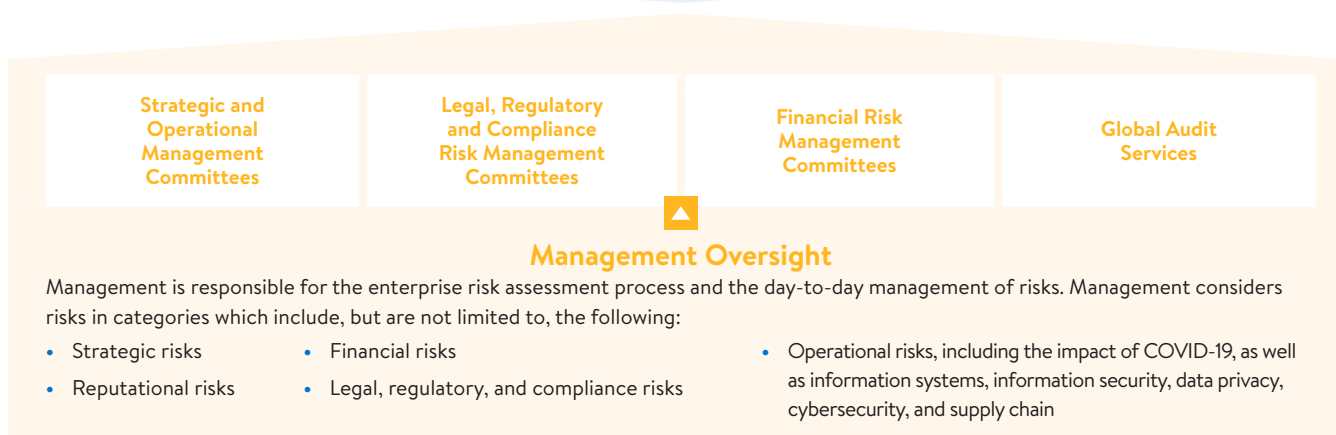 Strategic and
Operational
Management
Committees
Legal, Regulatory
and Compliance
Risk Management
Committees
Financial Risk
Management
Committees
Global Audit
Services
Management Oversight
Management is responsible for the enterprise risk assessment process and the day-to-day management of risks. Management considers
risks in categories which include, but are not limited to, the following:
• Strategic risks
• Reputational risks
• Financial risks
• Legal, regulatory, and compliance risks
• Operational risks, including the impact of COVID-19, as well
as information systems, information security, data privacy,
cybersecurity, and supply chain